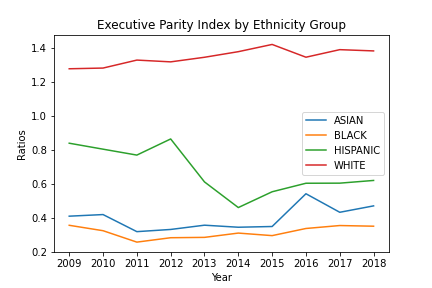 Executive Parity Index by Ethnicity Group
1.4
1.2
1.0
0.8
0.6
0.4
0.2
Ratios
ASIAN
BLACK
HISPANIC
WHITE
2009 2010 2011 2012 2013 2014 2015 2016 2017 2018
Year